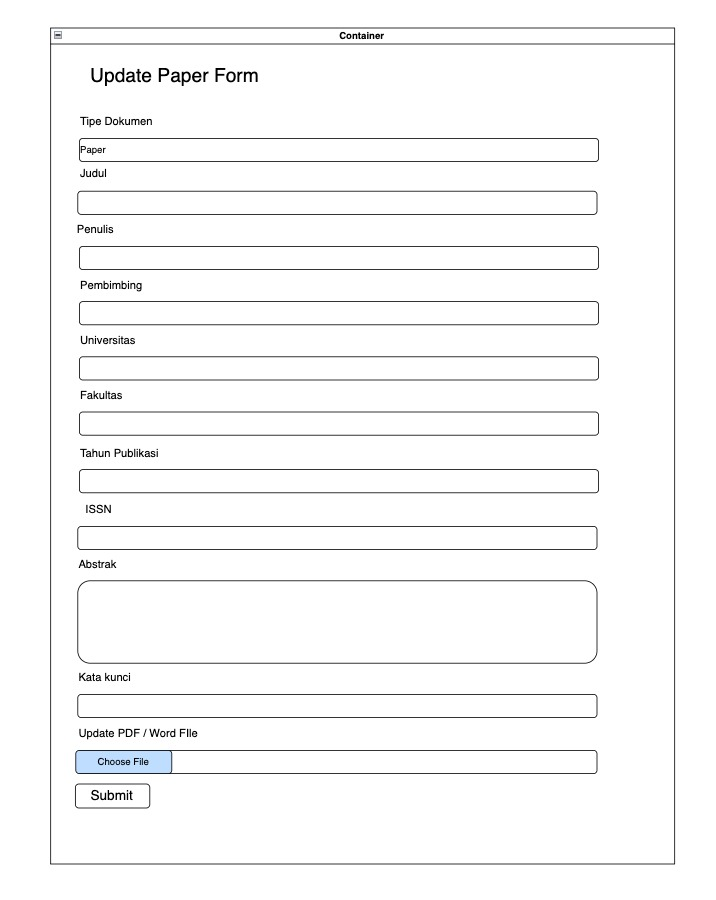 Container
Update Paper Form
Tipe Dokumen
Paper
Judul
Penulis
Pembimbing
Universitas
Fakultas
Tahun Publikasi
ISSN
Abstrak
Kata kunci
Update PDF / Word FIle
Choose File
Submit